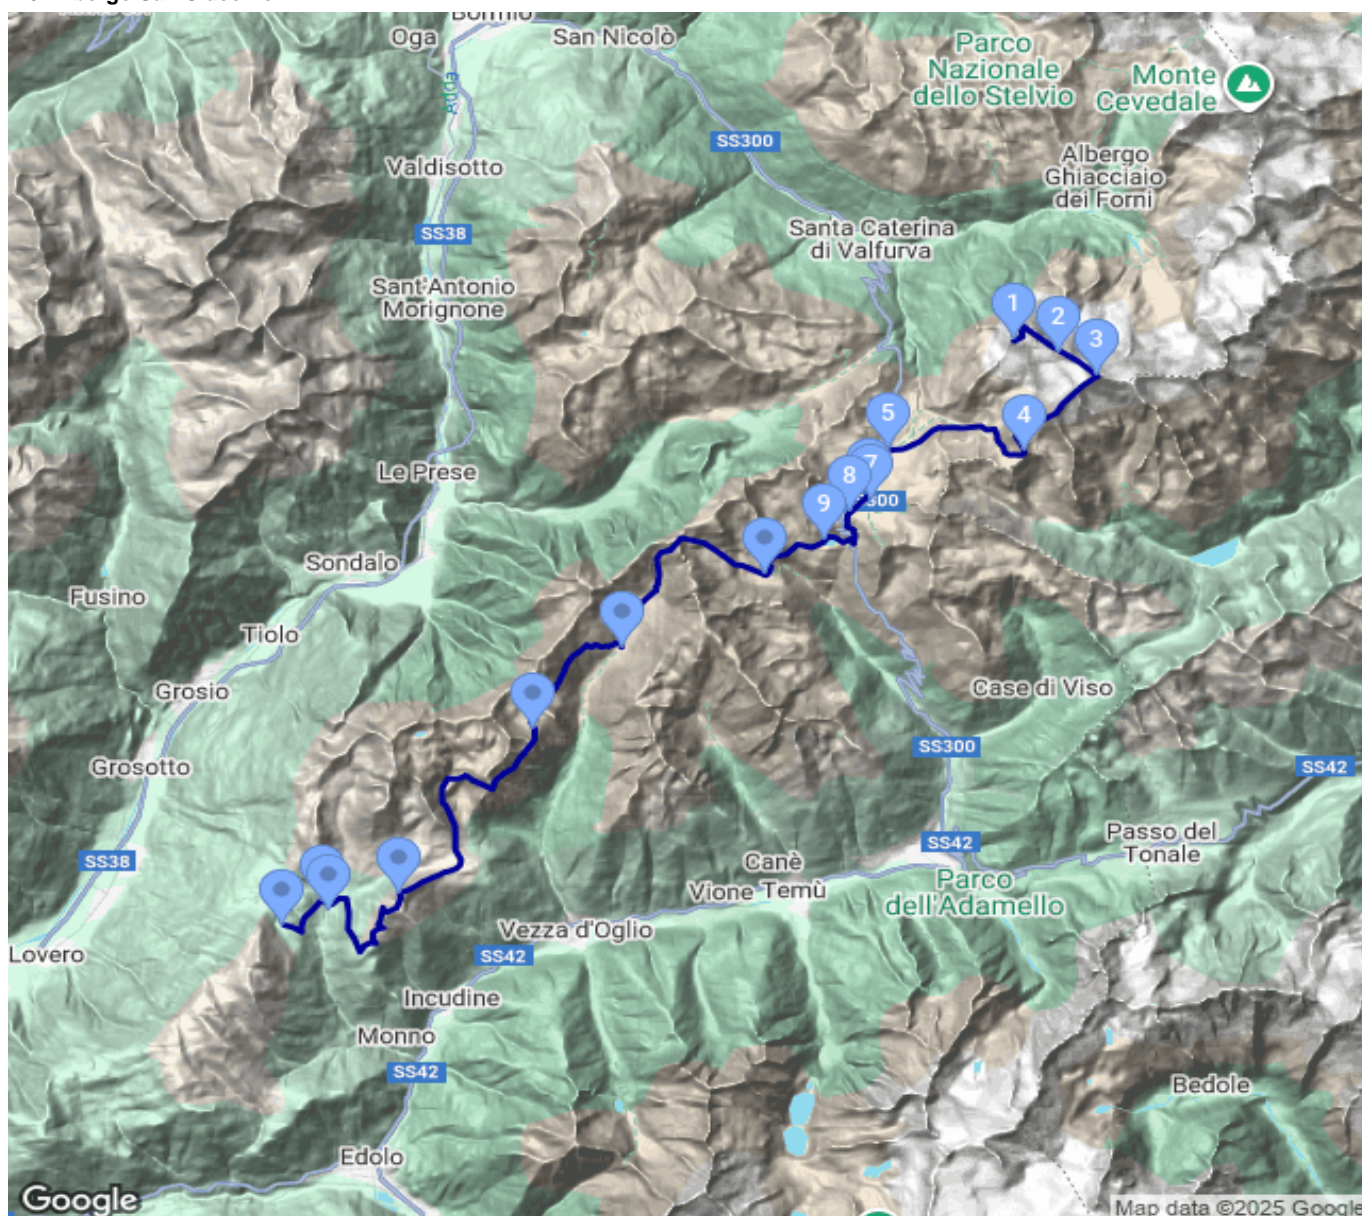 Bormio
Oga
San Nicolò
Adda
Parco
Nazionale
dello Stelvio
Monte
Cevedale
SS300
Valdisotto
Albergo
Ghiacciaio
dei Forni
SS38
Santa Caterina
di Valfurva
Sant'Antonio
Morignone
1
2
3
4
5
7
8
9
SS300
Le Prese
Sondalo
Fusino
Tiolo
Grosio
Case di Viso
Grosotto
SS300
SS42
SS38
SS42
Passo del
Tonale
Canè
Vione
Temù
Parco
dell'Adamello
Vezza d'Oglio
Lovero
SS42
Incudine
Monno
SS42
Bedole
Edolo
Google
Map data ©2025 Google